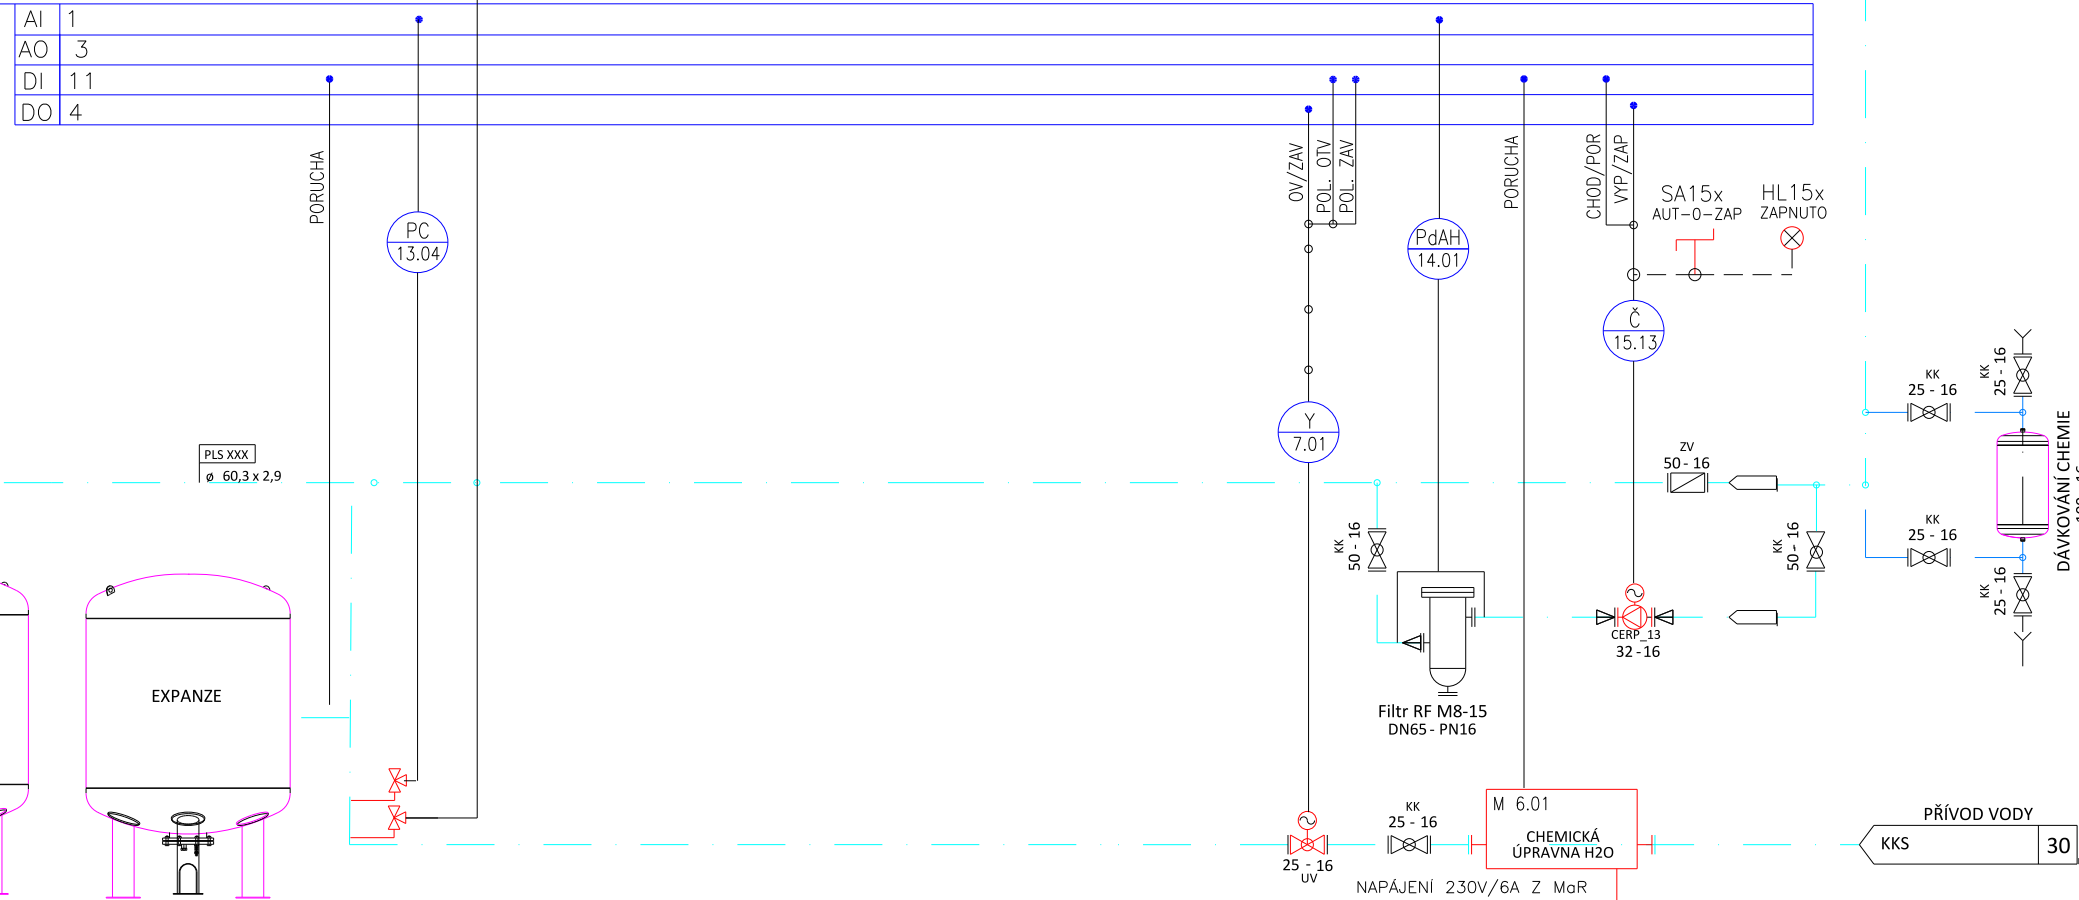 AI 1
AO 3
DI 11
DO 4
PORUCHA
OV/ZAV
POL. OTV
POL. ZAV
PORUCHA
CHOD/POR
VYP/ZAP
SA15x
AUT-0-ZAP
HL15x
ZAPNUTO
PC
13.04
PdAH
14.01
Č
15.13
Y
7.01
KK
25 - 16
KK
25 - 16
PLS XXX
ø 60,3 x 2,9
ZV
50 - 16
KK
50 - 16
KK
50 - 16
KK
25 - 16
KK
25 - 16
DÁVKOVÁNÍ CHEMIE
CERP_13
32 - 16
EXPANZE
Filtr RF M8-15
DN65 - PN16
M 6.01
CHEMICKÁ
ÚPRAVNA H2O
KK
25 - 16
25 - 16
UV
NAPÁJENÍ 230V/6A Z MaR
PŘÍVOD VODY
KKS 30